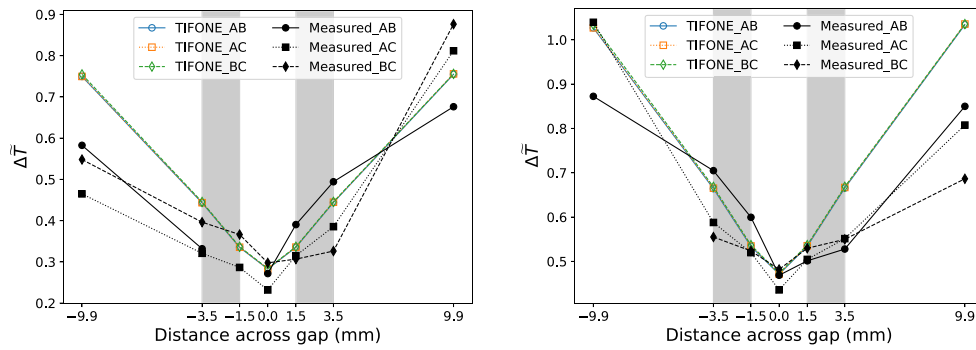 0.9
0.8
0.7
0.6
0.5
0.4
0.3
0.2
ΔT̃
TIFONE_AB
TIFONE_AC
TIFONE_BC
Measured_AB
Measured_AC
Measured_BC
−9.9
−3.5
−1.5
0.0
1.5
3.5
9.9
Distance across gap (mm)
1.0
0.9
0.8
0.7
0.6
0.5
ΔT̃
TIFONE_AB
TIFONE_AC
TIFONE_BC
Measured_AB
Measured_AC
Measured_BC
−9.9
−3.5
−1.5
0.0
1.5
3.5
9.9
Distance across gap (mm)